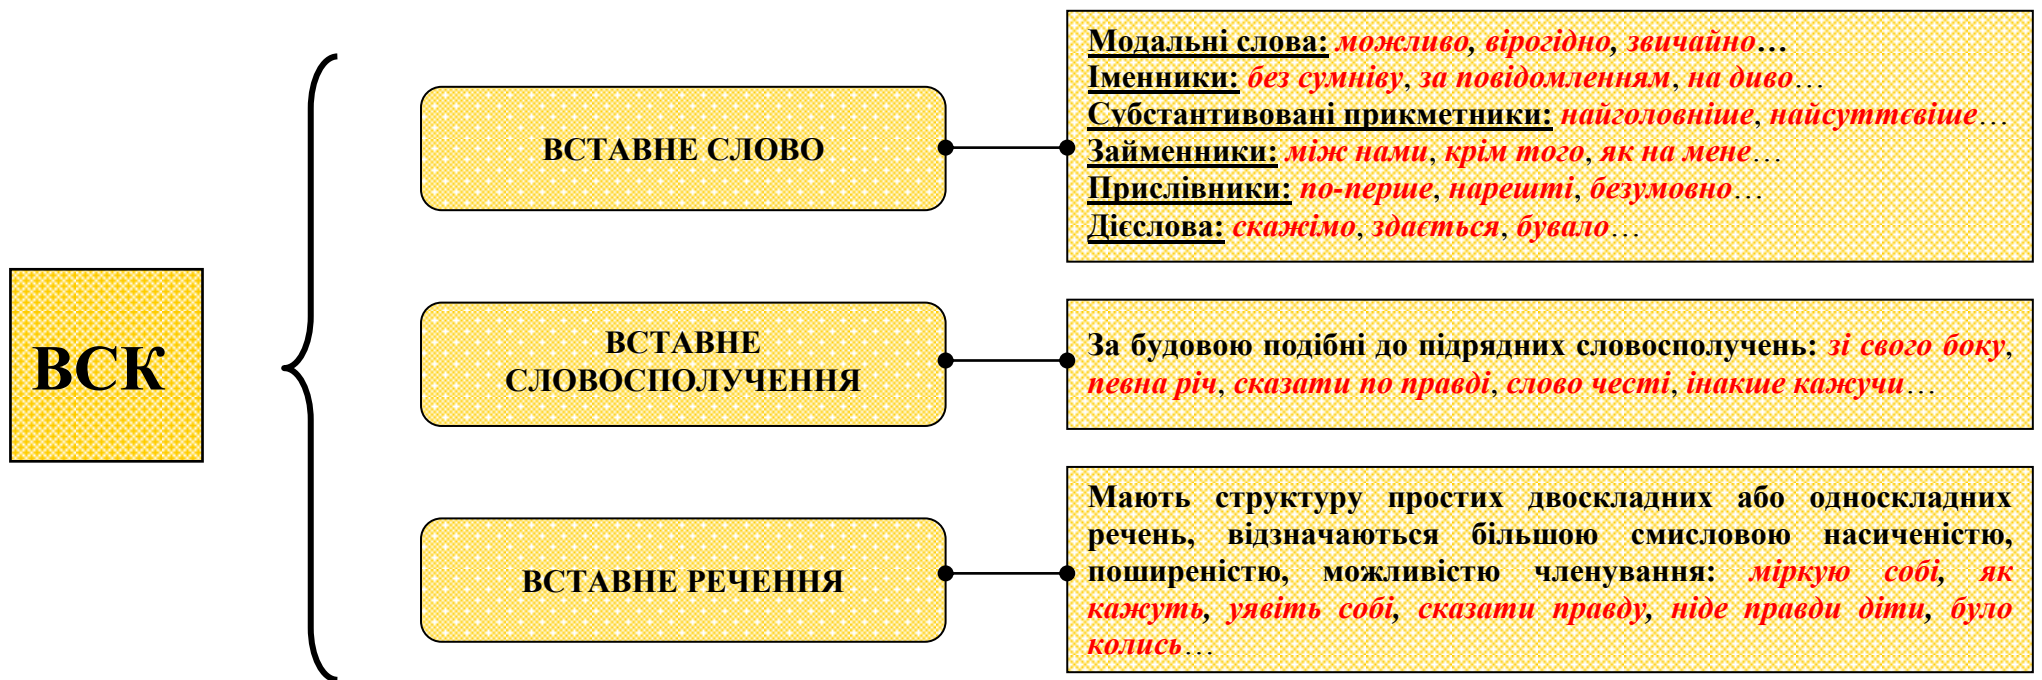 ВСК
ВСТАВНЕ СЛОВО
Модальні слова: можливо, вірогідно, звичайно…
Іменники: без сумніву, за повідомленням, на диво…
Субстантивовані прикметники: найголовніше, найсуттєвіше…
Займенники: між нами, крім того, як на мене…
Прислівники: по-перше, нарешті, безумовно…
Дієслова: скажімо, здається, бувало…
ВСТАВНЕ
СЛОВОСПОЛУЧЕННЯ
За будовою подібні до підрядних словосполучень: зі свого боку,
певна річ, сказати по правді, слово честі, інакше кажучи…
ВСТАВНЕ РЕЧЕННЯ
Мають структуру простих двоскладних або односкладних
речень, відзначаються більшою смисловою насиченістю,
поширеністю, можливістю членування: міркую собі, як
кажуть, уявіть собі, сказати правду, ніде правди діти, було
колись…